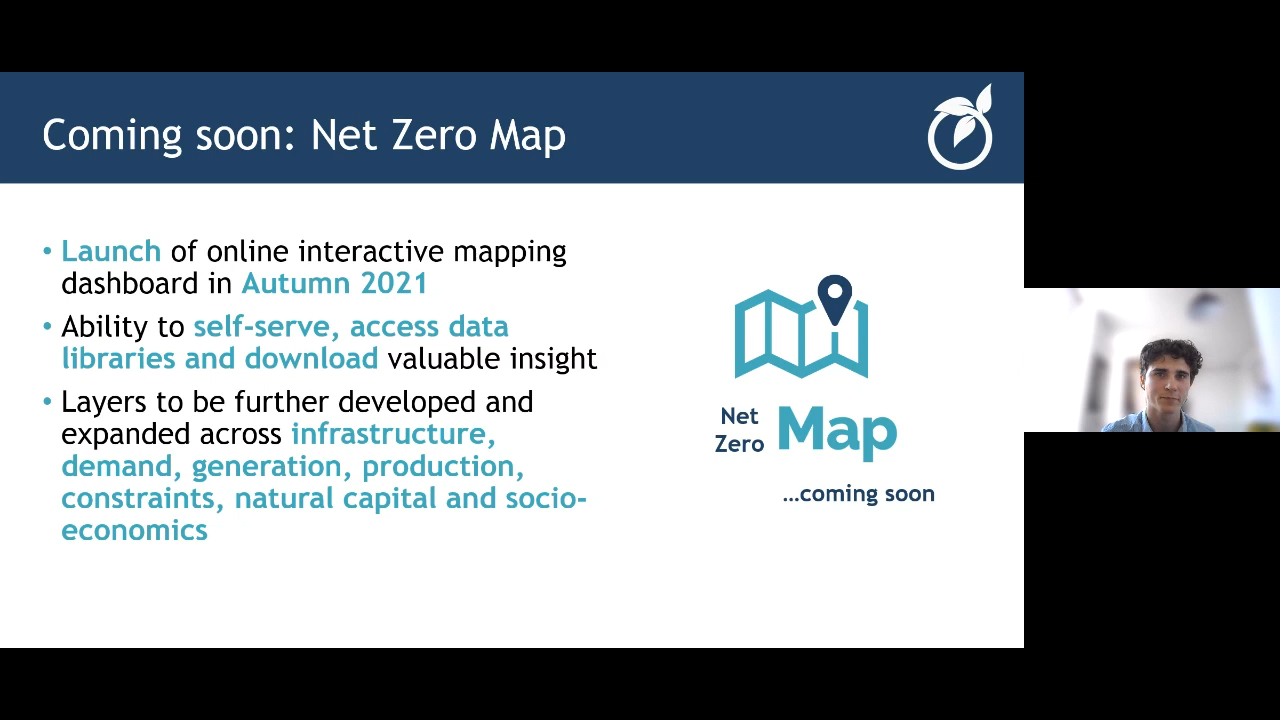 Coming soon: Net Zero Map
• Launch of online interactive mapping
dashboard in Autumn 2021
• Ability to self-serve, access data
libraries and download valuable insight
• Layers to be further developed and
expanded across infrastructure,
demand, generation, production,
constraints, natural capital and socio-
economics
Net
Zero Map
...coming soon